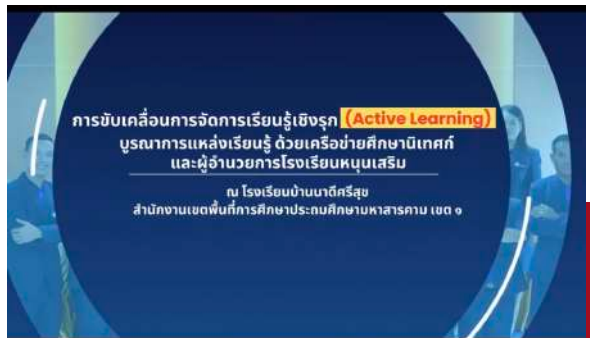 การขับเคลื่อนการจัดการเรียนรู้เชิงรุก (Active Learning)
บูรณาการแหล่งเรียนรู้ ด้วยเครือข่ายศึกษานิเทศก์
และผู้อำนวยการโรงเรียนหนุนเสริม
ณ โรงเรียนบ้านนาดีศรีสุข
สำนักงานเขตพื้นที่การศึกษาประถมศึกษามหาสารคาม เขต ๑